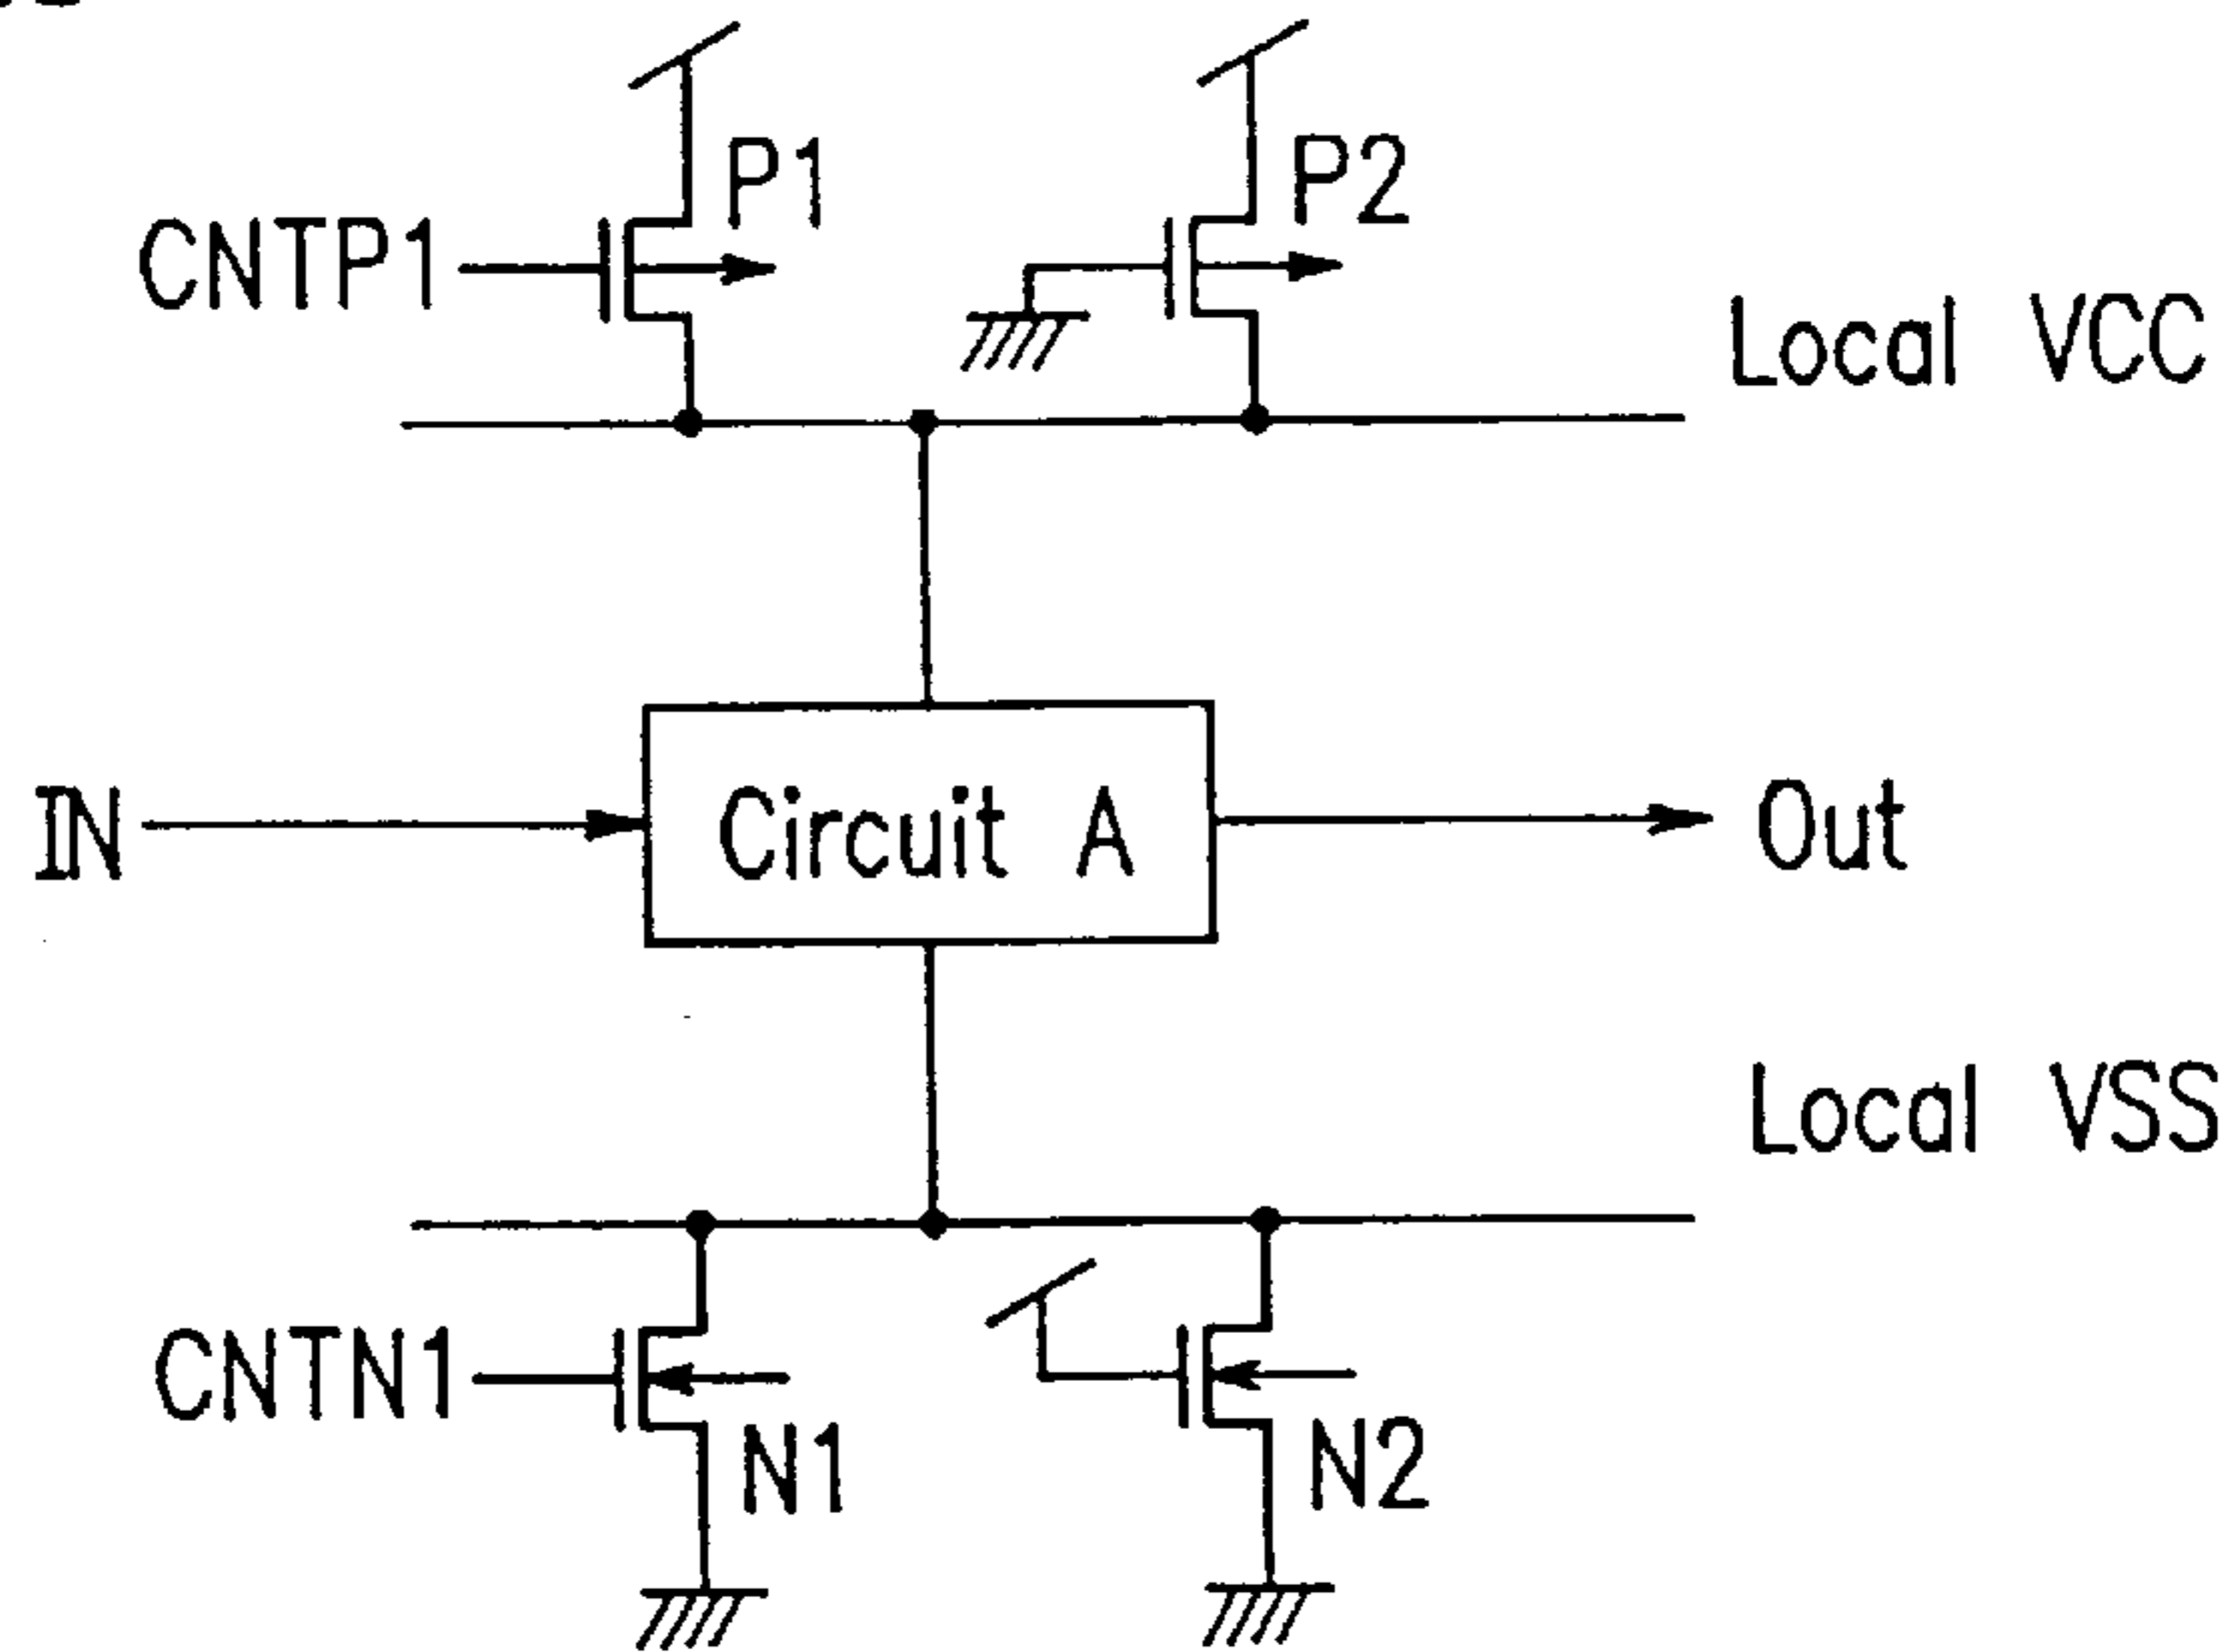 P1
P2
CNTP1
Local VCC
IN
Circuit A
Out
Local VSS
CNTN1
N1
N2